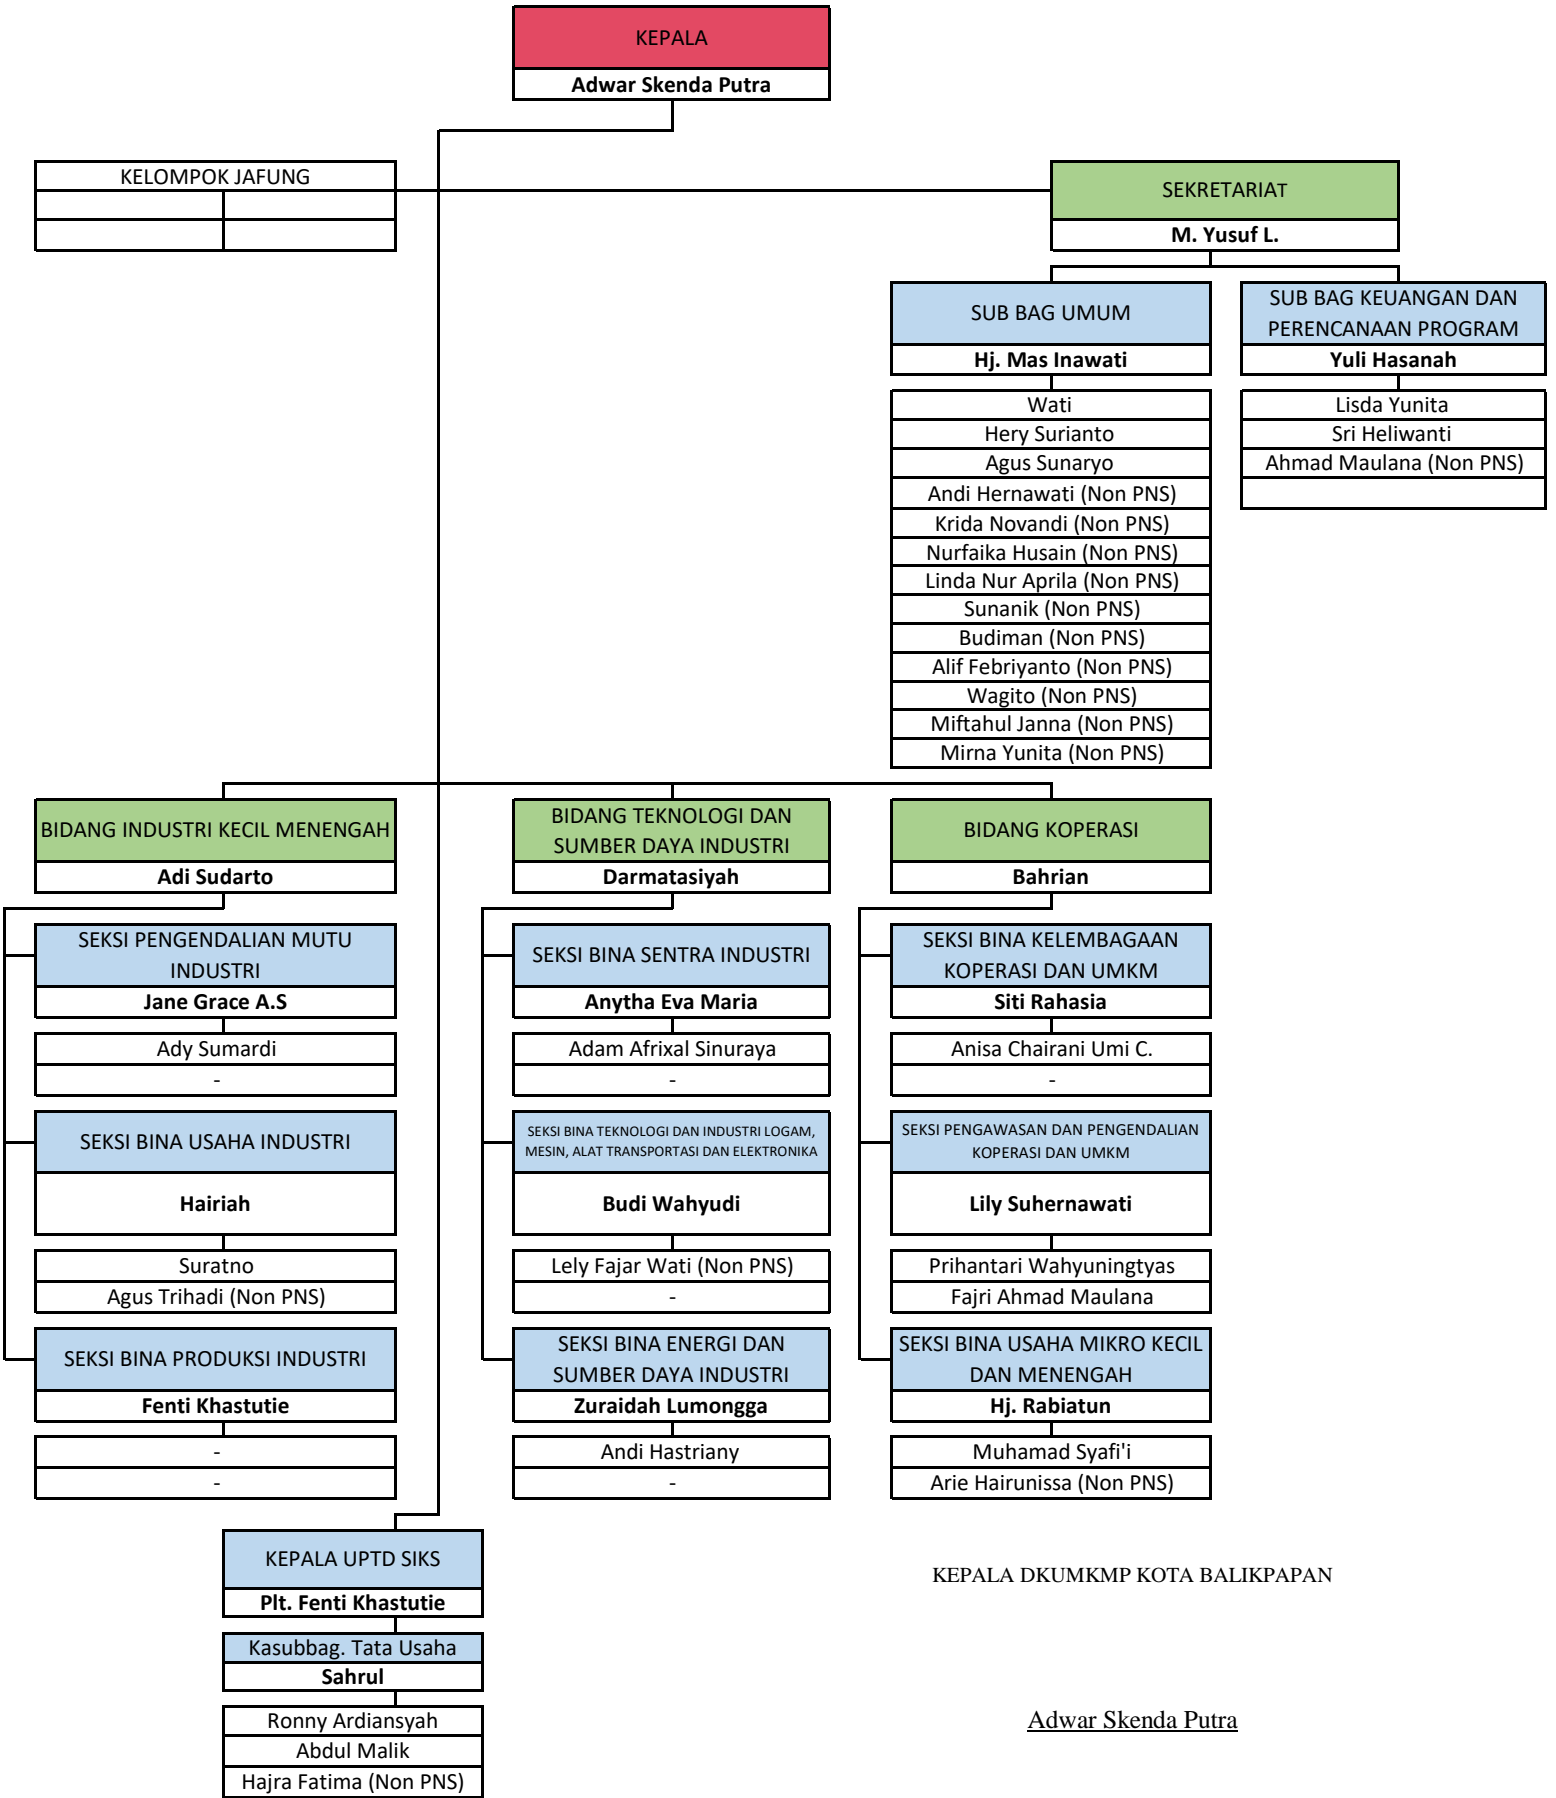 KEPALA
Adwar Skenda Putra
KELOMPOK JAFUNG
SEKRETARIAT
M. Yusuf L.
SUB BAG UMUM
Hj. Mas Inawati
Wati
Hery Surianto
Agus Sunaryo
Andi Hernawati (Non PNS)
Krida Novandi (Non PNS)
Nurfaika Husain (Non PNS)
Linda Nur Aprila (Non PNS)
Sunanik (Non PNS)
Budiman (Non PNS)
Alif Febriyanto (Non PNS)
Wagito (Non PNS)
Miftahul Janna (Non PNS)
Mirna Yunita (Non PNS)
SUB BAG KEUANGAN DAN
PERENCANAAN PROGRAM
Yuli Hasanah
Lisda Yunita
Sri Heliwanti
Ahmad Maulana (Non PNS)
BIDANG INDUSTRI KECIL MENENGAH
Adi Sudarto
SEKSI PENGENDALIAN MUTU
INDUSTRI
Jane Grace A.S
Ady Sumardi
-
SEKSI BINA USAHA INDUSTRI
Hairiah
Suratno
Agus Trihadi (Non PNS)
SEKSI BINA PRODUKSI INDUSTRI
Fenti Khastutie
-
-
BIDANG TEKNOLOGI DAN
SUMBER DAYA INDUSTRI
Darmatasiyah
SEKSI BINA SENTRA INDUSTRI
Anytha Eva Maria
Adam Afrixal Sinuraya
-
SEKSI BINA TEKNOLOGI DAN INDUSTRI LOGAM,
MESIN, ALAT TRANSPORTASI DAN ELEKTRONIKA
Budi Wahyudi
Lely Fajar Wati (Non PNS)
-
SEKSI BINA ENERGI DAN
SUMBER DAYA INDUSTRI
Zuraidah Lumongga
Andi Hastriany
-
BIDANG KOPERASI
Bahrian
SEKSI BINA KELEMBAGAAN
KOPERASI DAN UMKM
Siti Rahasia
Anisa Chairani Umi C.
-
SEKSI PENGAWASAN DAN PENGENDALIAN
KOPERASI DAN UMKM
Lily Suhernawati
Prihantari Wahyuningtyas
Fajri Ahmad Maulana
SEKSI BINA USAHA MIKRO KECIL
DAN MENENGAH
Hj. Rabiatun
Muhamad Syafi'i
Arie Hairunissa (Non PNS)
KEPALA UPTD SIKS
Plt. Fenti Khastutie
Kasubbag. Tata Usaha
Sahrul
Ronny Ardiansyah
Abdul Malik
Hajra Fatima (Non PNS)
KEPALA DKUMKMP KOTA BALIKPAPAN
Adwar Skenda Putra